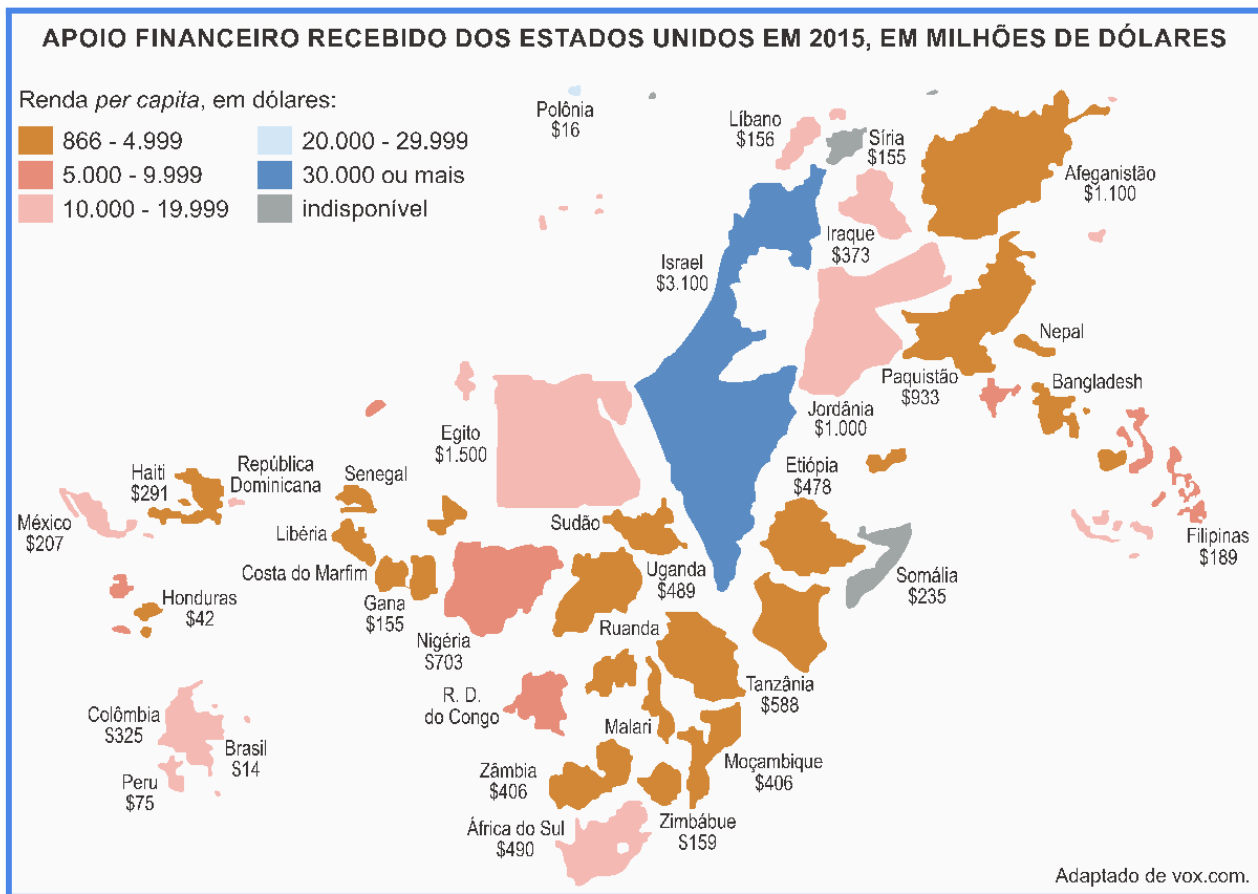 APOIO FINANCEIRO RECEBIDO DOS ESTADOS UNIDOS EM 2015, EM MILHÕES DE DÓLARES
Renda per capita, em dólares:
866 - 4.999
5.000 - 9.999
10.000 - 19.999
20.000 - 29.999
30.000 ou mais
indisponível
Polônia
$16
Líbano
$156
Síria
$155
Afeganistão
$1.100
Iraque
$373
Israel
$3.100
Nepal
Paquistão
$933
Bangladesh
Jordânia
$1.000
Egito
$1.500
Etiópia
$478
Haiti
$291
República
Dominicana
Senegal
México
$207
Libéria
Sudão
Filipinas
$189
Costa do Marfim
Uganda
$489
Somália
$235
Honduras
$42
Gana
$155
Nigéria
S703
Ruanda
R. D.
do Congo
Tanzânia
$588
Malari
Colômbia
$325
Brasil
$14
Peru
$75
Zâmbia
$406
Moçambique
$406
África do Sul
$490
Zimbábue
S159
Adaptado de vox.com.